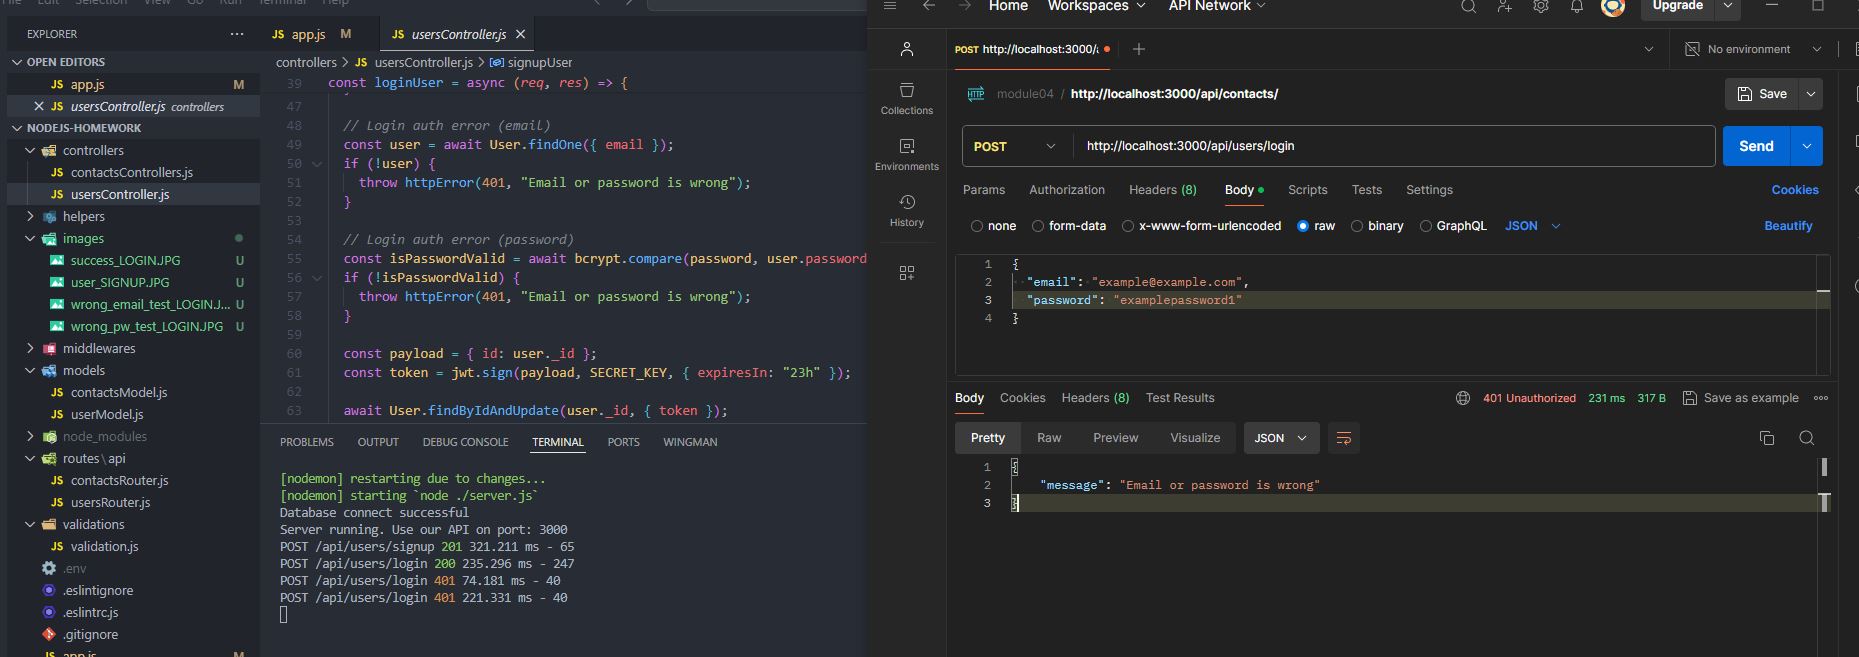 File Edit Selection View Go Run Terminal Help
EXPLORER
OPEN EDITORS
JS app.js M
JS usersController.js controllers
NODEJS-HOMEWORK
controllers
JS contactsControllers.js
JS usersController.js
helpers
images
success_LOGIN.JPG U
user_SIGNUP.JPG U
wrong_email_test_LOGIN.J... U
wrong_pw_test_LOGIN.JPG U
middlewares
models
JS contactsModel.js
JS userModel.js
node_modules
routes\api
JS contactsRouter.js
JS usersRouter.js
validations
JS validation.js
.env
.eslintignore
.eslintrc.js
.gitignore
JS app.js M
JS app.js M
JS usersController.js
controllers > JS usersController.js > signupUser
39 const loginUser = async (req, res) => {
47
48 // Login auth error (email)
49 const user = await User.findOne({ email });
50 if (!user) {
51 throw httpError(401, "Email or password is wrong");
52 }
53
54 // Login auth error (password)
55 const isPasswordValid = await bcrypt.compare(password, user.password
56 if (!isPasswordValid) {
57 throw httpError(401, "Email or password is wrong");
58 }
59
60 const payload = { id: user._id };
61 const token = jwt.sign(payload, SECRET_KEY, { expiresIn: "23h" });
62
63 await User.findByIdAndUpdate(user._id, { token });
PROBLEMS OUTPUT DEBUG CONSOLE TERMINAL PORTS WINGMAN
[nodemon] restarting due to changes...
[nodemon] starting `node ./server.js`
Database connect successful
Server running. Use our API on port: 3000
POST /api/users/signup 201 321.211 ms - 65
POST /api/users/login 200 235.296 ms - 247
POST /api/users/login 401 74.181 ms - 40
POST /api/users/login 401 221.331 ms - 40
Home Workspaces API Network Upgrade
POST http://localhost:3000/a No environment
Collections
Environments
History
HTTP module04 / http://localhost:3000/api/contacts/ Save
POST http://localhost:3000/api/users/login Send
Params Authorization Headers (8) Body Scripts Tests Settings Cookies
none form-data x-www-form-urlencoded raw binary GraphQL JSON Beautify
1 {
2 "email": "example@example.com",
3 "password": "examplepassword1"
4 }
Body Cookies Headers (8) Test Results 401 Unauthorized 231 ms 317 B Save as example
Pretty Raw Preview Visualize JSON
1 {
2 "message": "Email or password is wrong"
3 }